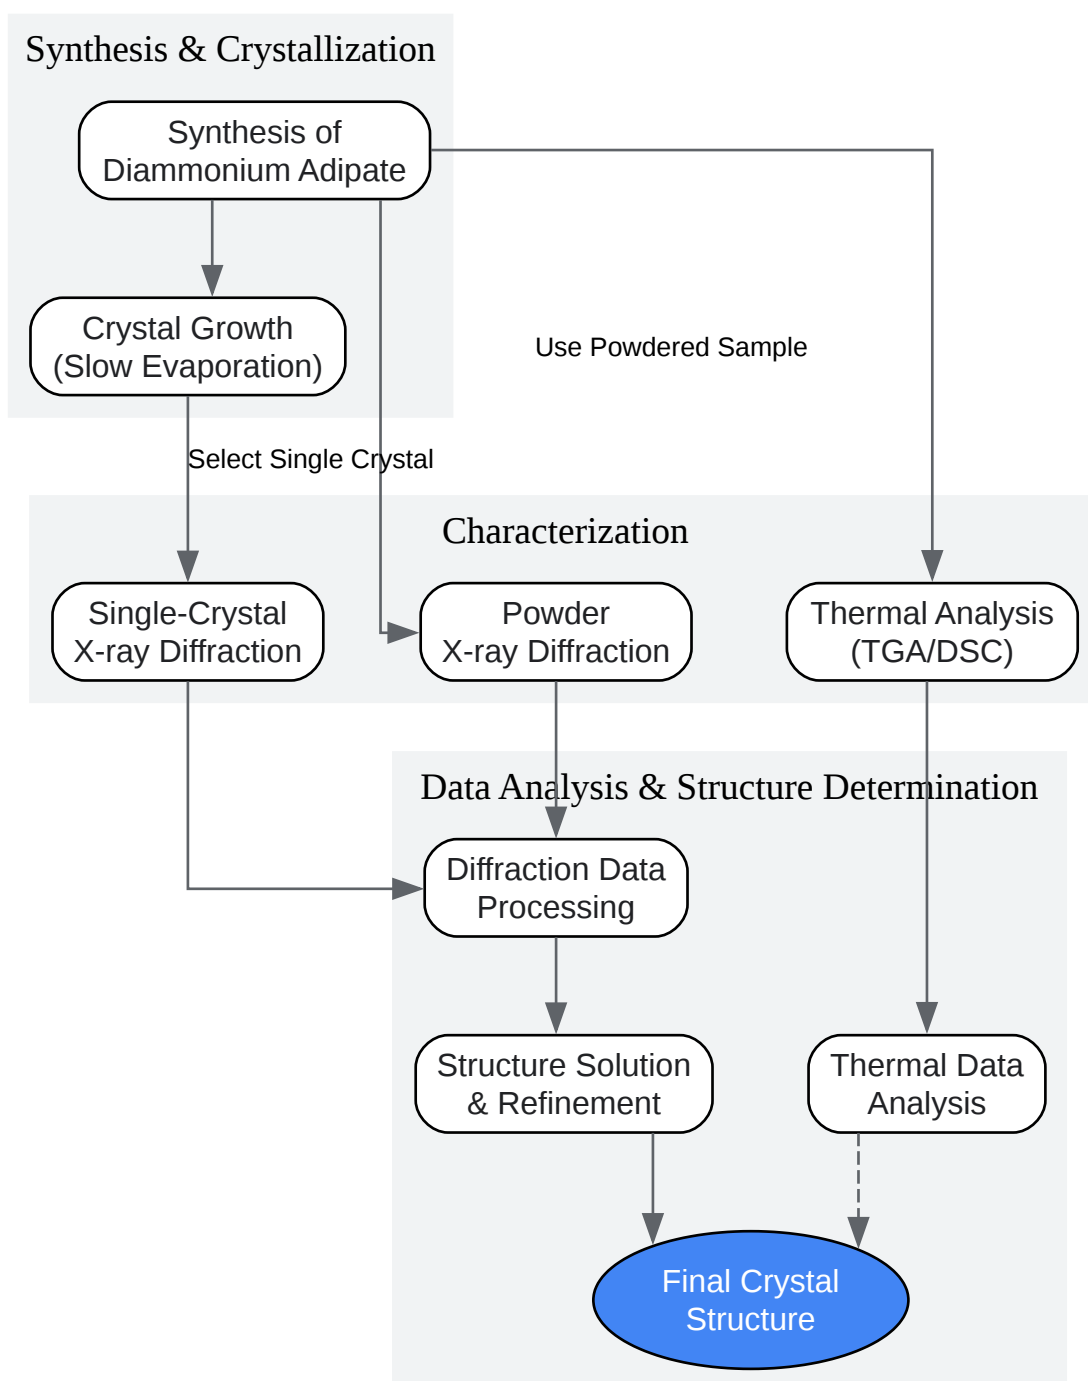 Synthesis & Crystallization
Synthesis of
Diammonium Adipate
Crystal Growth
(Slow Evaporation)
Use Powdered Sample
Select Single Crystal
Characterization
Single-Crystal
X-ray Diffraction
Powder
X-ray Diffraction
Thermal Analysis
(TGA/DSC)
Data Analysis & Structure Determination
Diffraction Data
Processing
Structure Solution
& Refinement
Thermal Data
Analysis
Final Crystal
Structure